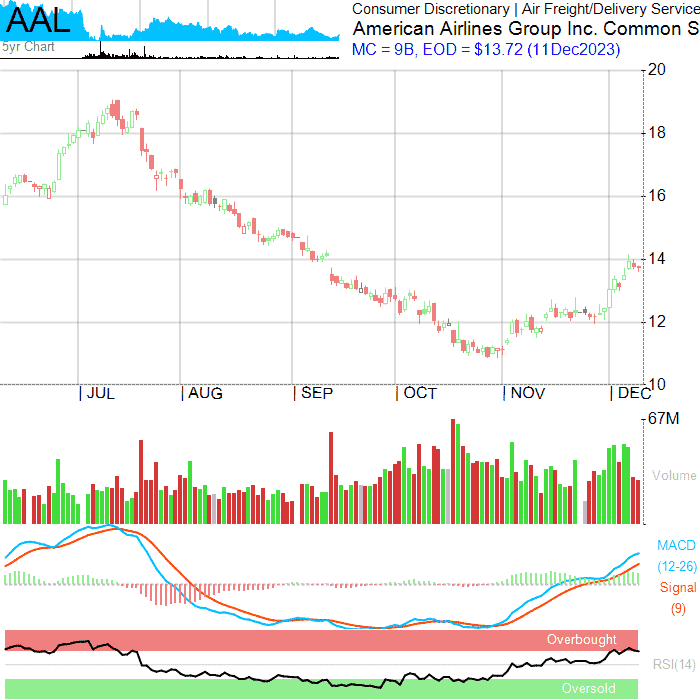 AAL
5yr Chart
Consumer Discretionary | Air Freight/Delivery Service
American Airlines Group Inc. Common S
MC = 9B, EOD = $13.72 (11Dec2023)
20
18
16
14
12
10
| JUL | AUG | SEP | OCT | NOV | DEC
67M
Volume
MACD
(12-26)
Signal
(9)
Overbought
RSI(14)
Oversold